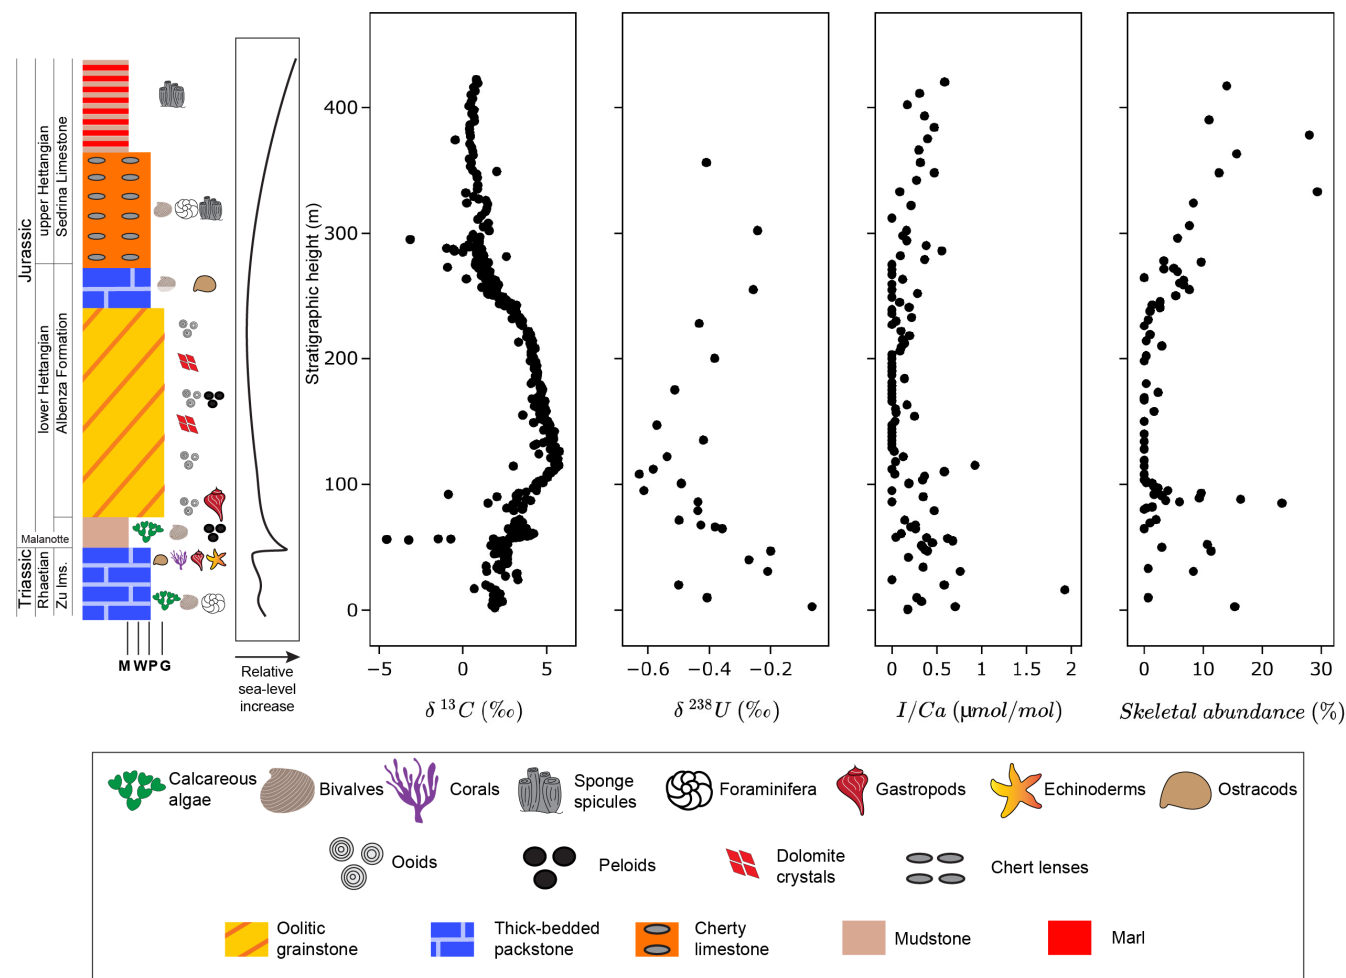 Jurassic
Triassic
upper Hettangian
Sedrina Limestone
lower Hettangian
Albenza Formation
Malanotte
Rhaetian
Zu lms.
M W P G
Relative
sea-level
increase
Stratigraphic height (m)
400
300
200
100
0
−5 0 5
δ 13C (‰)
−0.6 −0.4 −0.2
δ 238U (‰)
0 0.5 1 1.5 2
I/Ca (μmol/mol)
0 10 20 30
Skeletal abundance (%)
Calcareous
algae
Bivalves
Corals
Sponge
spicules
Foraminifera
Gastropods
Echinoderms
Ostracods
Ooids
Peloids
Dolomite
crystals
Chert lenses
Oolitic
grainstone
Thick-bedded
packstone
Cherty
limestone
Mudstone
Marl